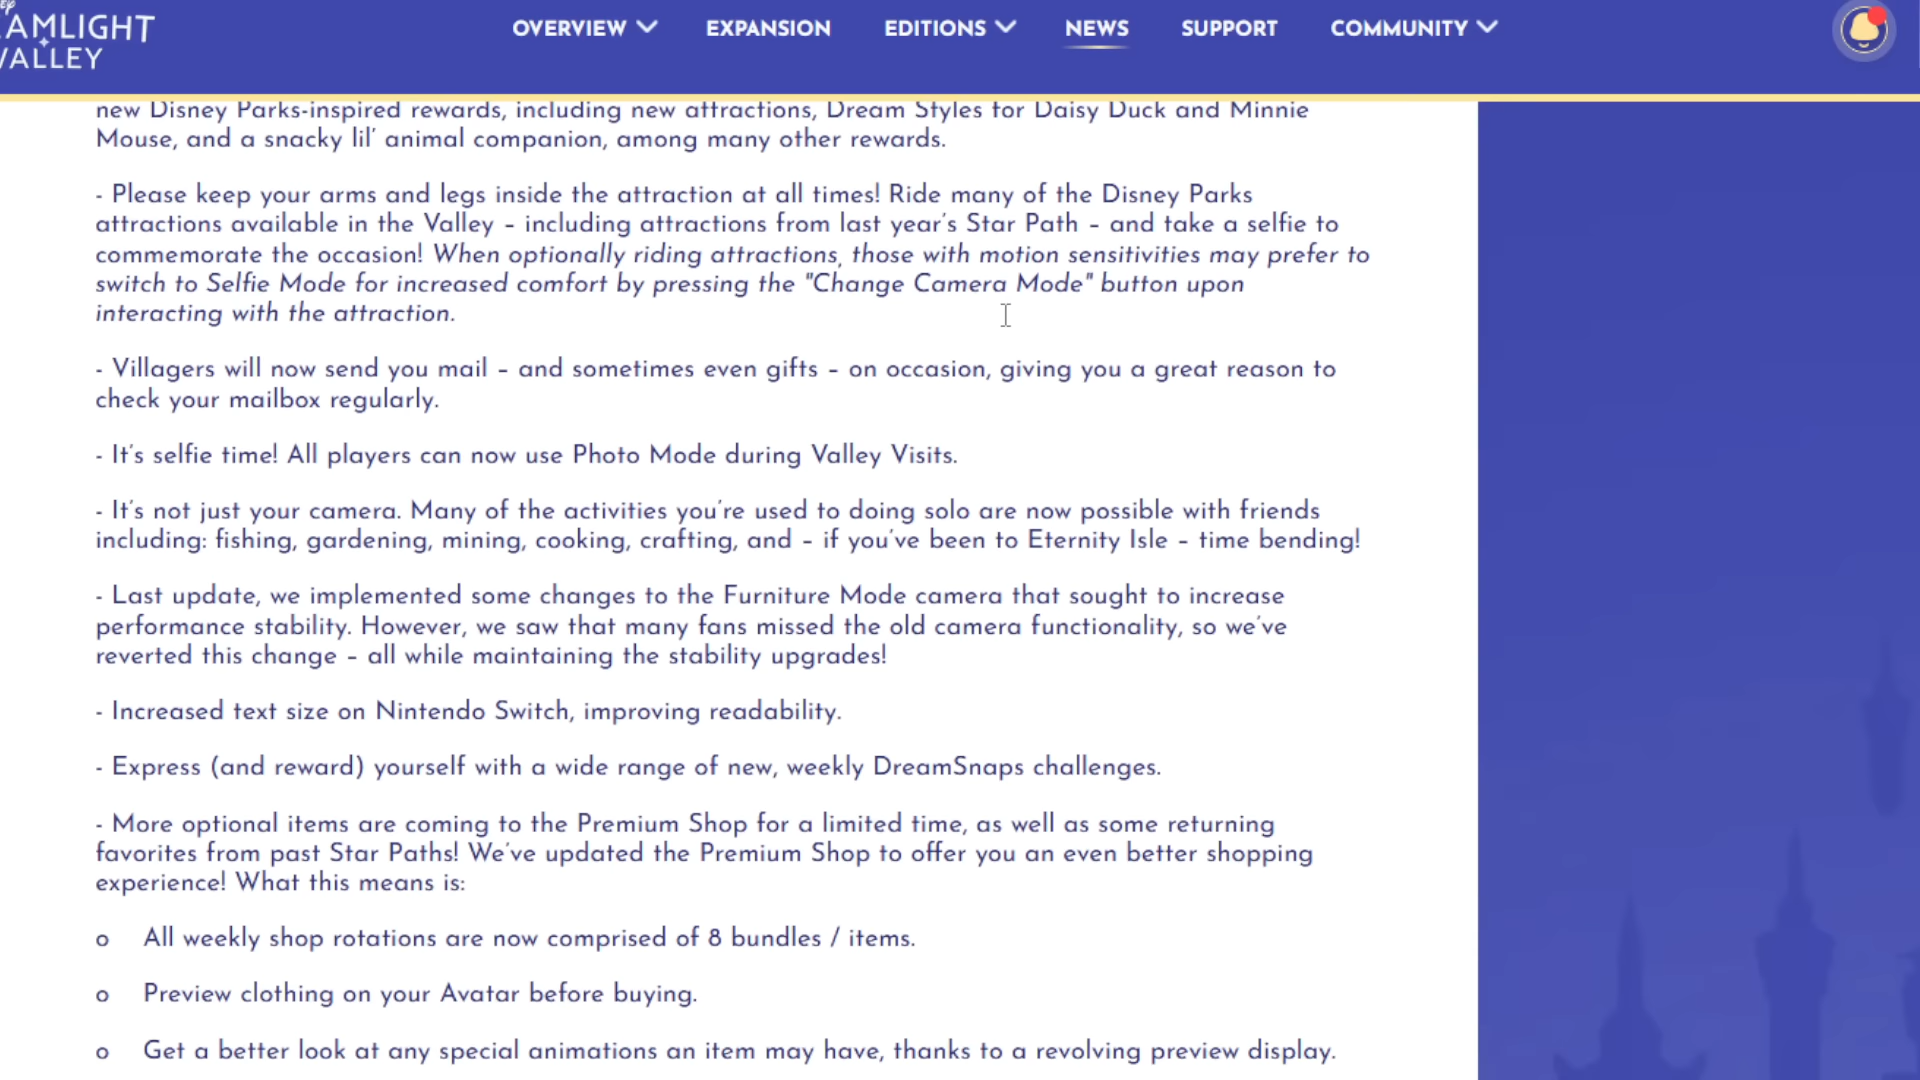 AMLIGHT
VALLEY
OVERVIEW
EXPANSION
EDITIONS
NEWS
SUPPORT
COMMUNITY
new Disney Parks-inspired rewards, including new attractions, Dream Styles for Daisy Duck and Minnie
Mouse, and a snacky lil' animal companion, among many other rewards.
- Please keep your arms and legs inside the attraction at all times! Ride many of the Disney Parks
attractions available in the Valley – including attractions from last year's Star Path – and take a selfie to
commemorate the occasion! When optionally riding attractions, those with motion sensitivities may prefer to
switch to Selfie Mode for increased comfort by pressing the "Change Camera Mode" button upon
interacting with the attraction.
- Villagers will now send you mail – and sometimes even gifts – on occasion, giving you a great reason to
check your mailbox regularly.
- It's selfie time! All players can now use Photo Mode during Valley Visits.
- It's not just your camera. Many of the activities you're used to doing solo are now possible with friends
including: fishing, gardening, mining, cooking, crafting, and – if you've been to Eternity Isle – time bending!
- Last update, we implemented some changes to the Furniture Mode camera that sought to increase
performance stability. However, we saw that many fans missed the old camera functionality, so we've
reverted this change – all while maintaining the stability upgrades!
- Increased text size on Nintendo Switch, improving readability.
- Express (and reward) yourself with a wide range of new, weekly DreamSnaps challenges.
- More optional items are coming to the Premium Shop for a limited time, as well as some returning
favorites from past Star Paths! We've updated the Premium Shop to offer you an even better shopping
experience! What this means is:
o All weekly shop rotations are now comprised of 8 bundles / items.
o Preview clothing on your Avatar before buying.
o Get a better look at any special animations an item may have, thanks to a revolving preview display.